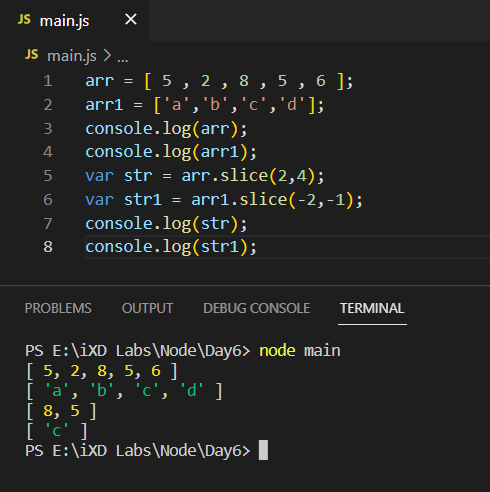 JS main.js ×
JS main.js > ...
1 arr = [ 5 , 2 , 8 , 5 , 6 ];
2 arr1 = ['a','b','c','d'];
3 console.log(arr);
4 console.log(arr1);
5 var str = arr.slice(2,4);
6 var str1 = arr1.slice(-2,-1);
7 console.log(str);
8 console.log(str1);
PROBLEMS OUTPUT DEBUG CONSOLE TERMINAL
PS E:\iXD Labs\Node\Day6> node main
[ 5, 2, 8, 5, 6 ]
[ 'a', 'b', 'c', 'd' ]
[ 8, 5 ]
[ 'c' ]
PS E:\iXD Labs\Node\Day6>